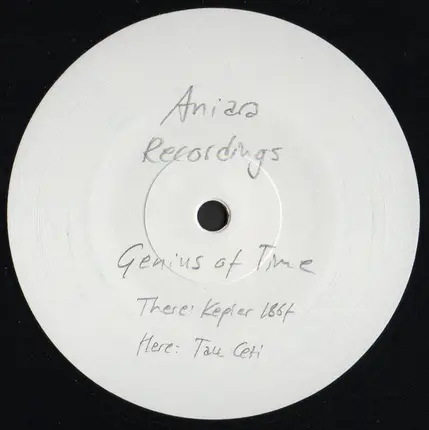 Aniara
Recordings
Genius of Time
There: Kepler 186f
Here: Tau Ceti